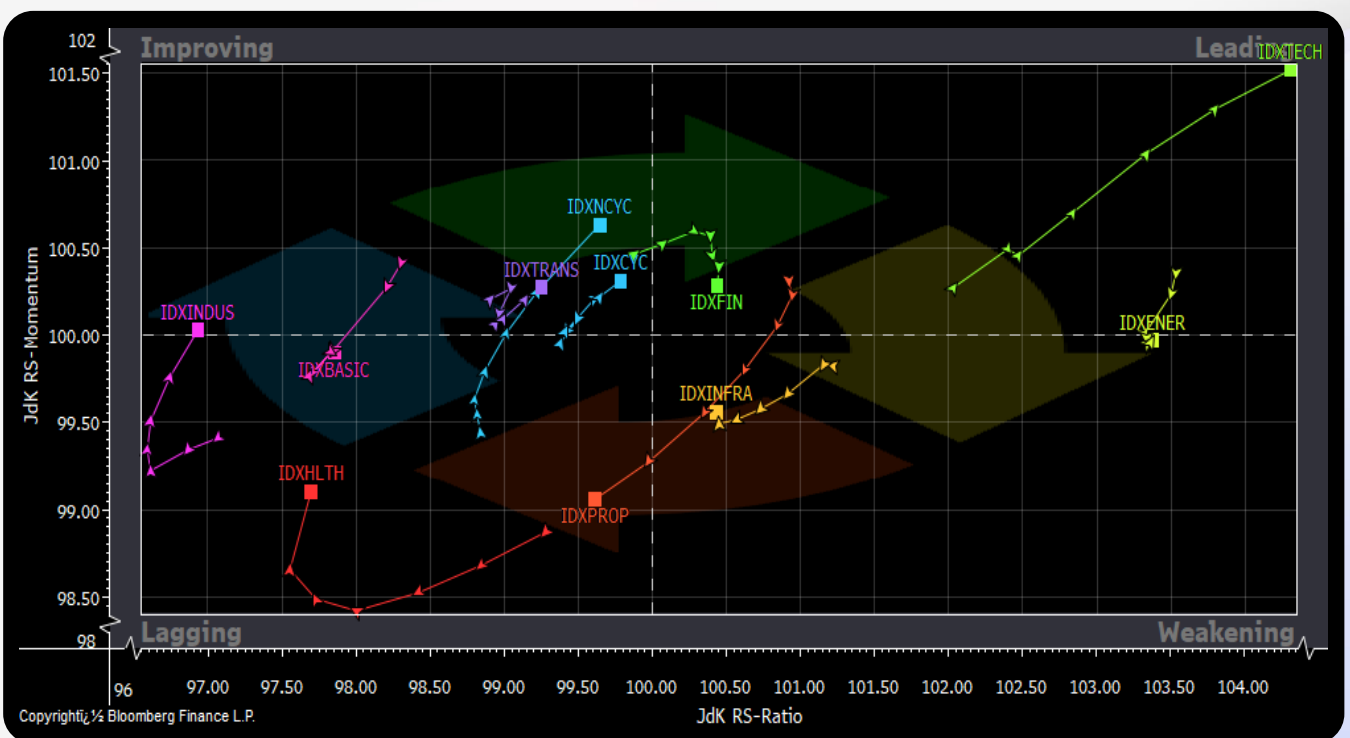 102
Improving
Leading
IDXTECH
101.50
101.00
100.50
100.00
99.50
99.00
98.50
98
JdK RS-Momentum
IDXNCYC
IDXTRANS
IDXCYC
IDXFIN
IDXINDUS
IDXENER
IDXBASIC
IDXINFRA
IDXHLTH
IDXPROP
Lagging
Weakening
96
97.00
97.50
98.00
98.50
99.00
99.50
100.00
100.50
101.00
101.50
102.00
102.50
103.00
103.50
104.00
Copyrightï¿½ Bloomberg Finance L.P.
JdK RS-Ratio